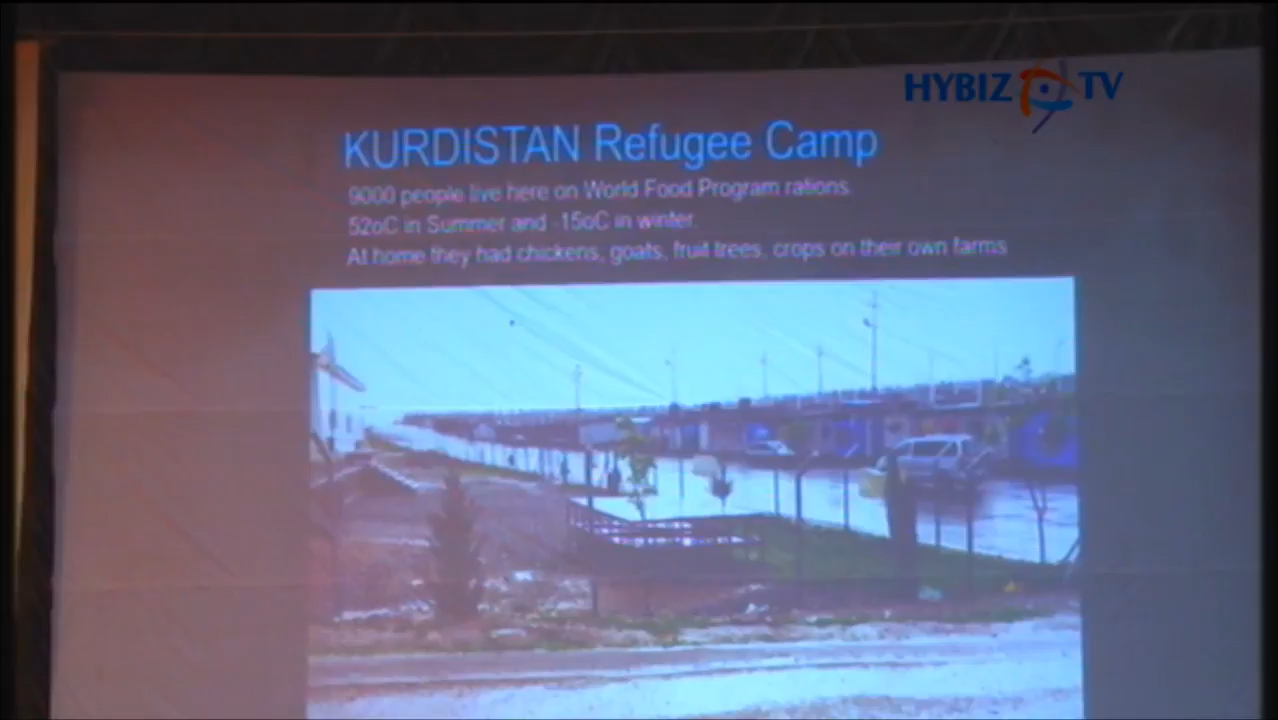 HYBIZ TV
KURDISTAN Refugee Camp
9000 people live here on World Food Program rations.
52oC in Summer and -15oC in winter.
At home they had chickens, goats, fruit trees, crops on their own farms